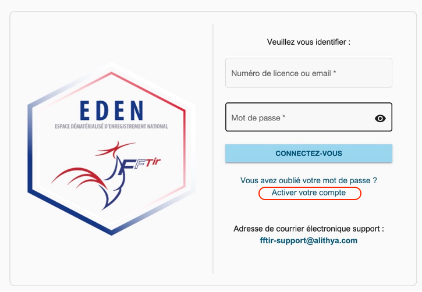 EDEN
ESPACE DÉMATÉRIALISÉ D'ENREGISTREMENT NATIONAL
FFTir
Veuillez vous identifier :
Numéro de licence ou email *
Mot de passe *
CONNECTEZ-VOUS
Vous avez oublié votre mot de passe ?
Activer votre compte
Adresse de courrier électronique support :
fftir-support@alithya.com